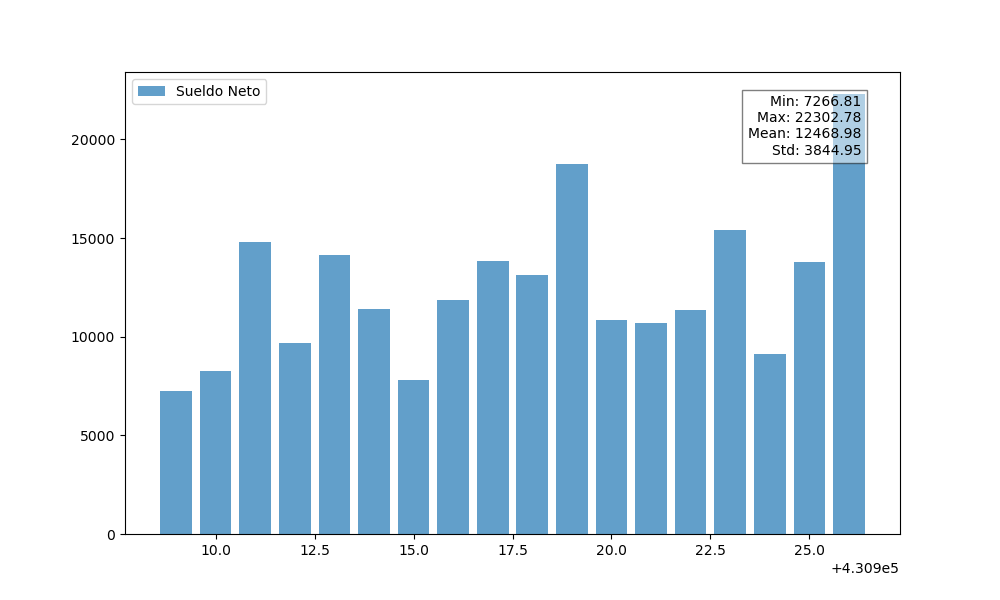 Sueldo Neto
Min: 7266.81
Max: 22302.78
Mean: 12468.98
Std: 3844.95
20000
15000
10000
5000
0
10.0 12.5 15.0 17.5 20.0 22.5 25.0
+4.309e5